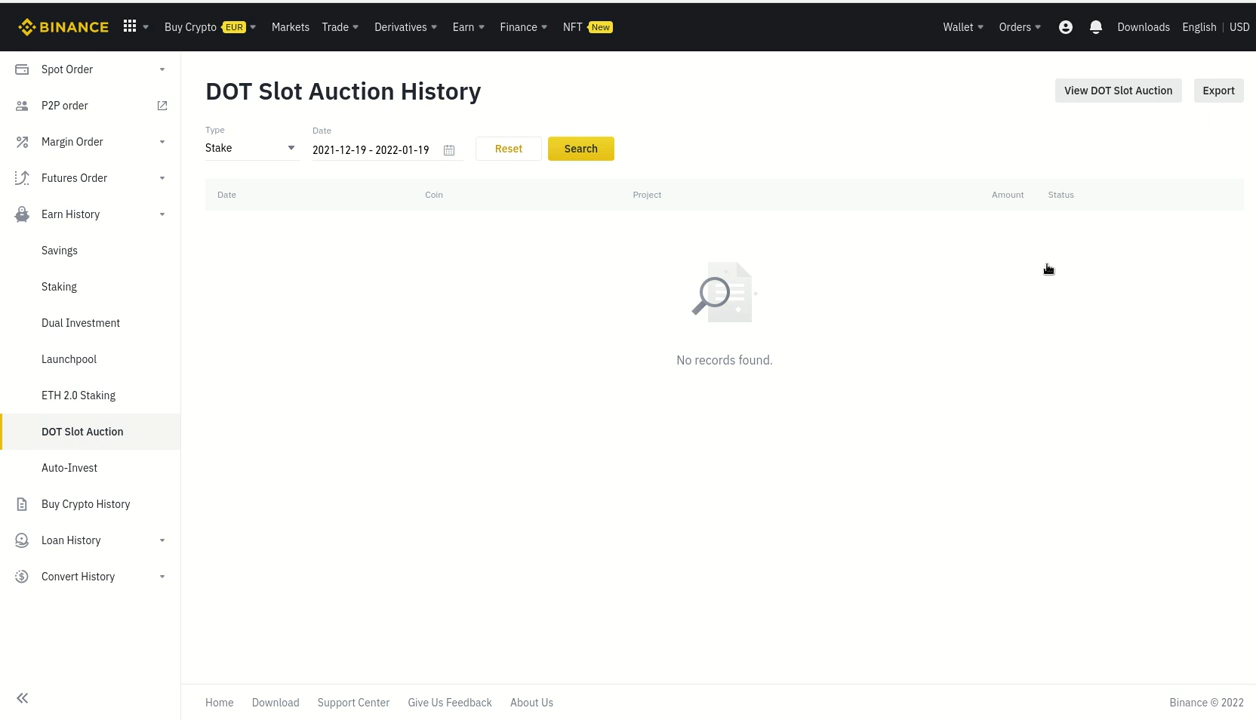 BINANCE
Buy Crypto EUR Markets Trade Derivatives Earn Finance NFT New Wallet Orders Downloads English | USD
Spot Order
P2P order
Margin Order
Futures Order
Earn History
Savings
Staking
Dual Investment
Launchpool
ETH 2.0 Staking
DOT Slot Auction
Auto-Invest
Buy Crypto History
Loan History
Convert History
DOT Slot Auction History
View DOT Slot Auction Export
Type Date
Stake 2021-12-19 - 2022-01-19 Reset Search
Date Coin Project Amount Status
No records found.
Home Download Support Center Give Us Feedback About Us Binance © 2022